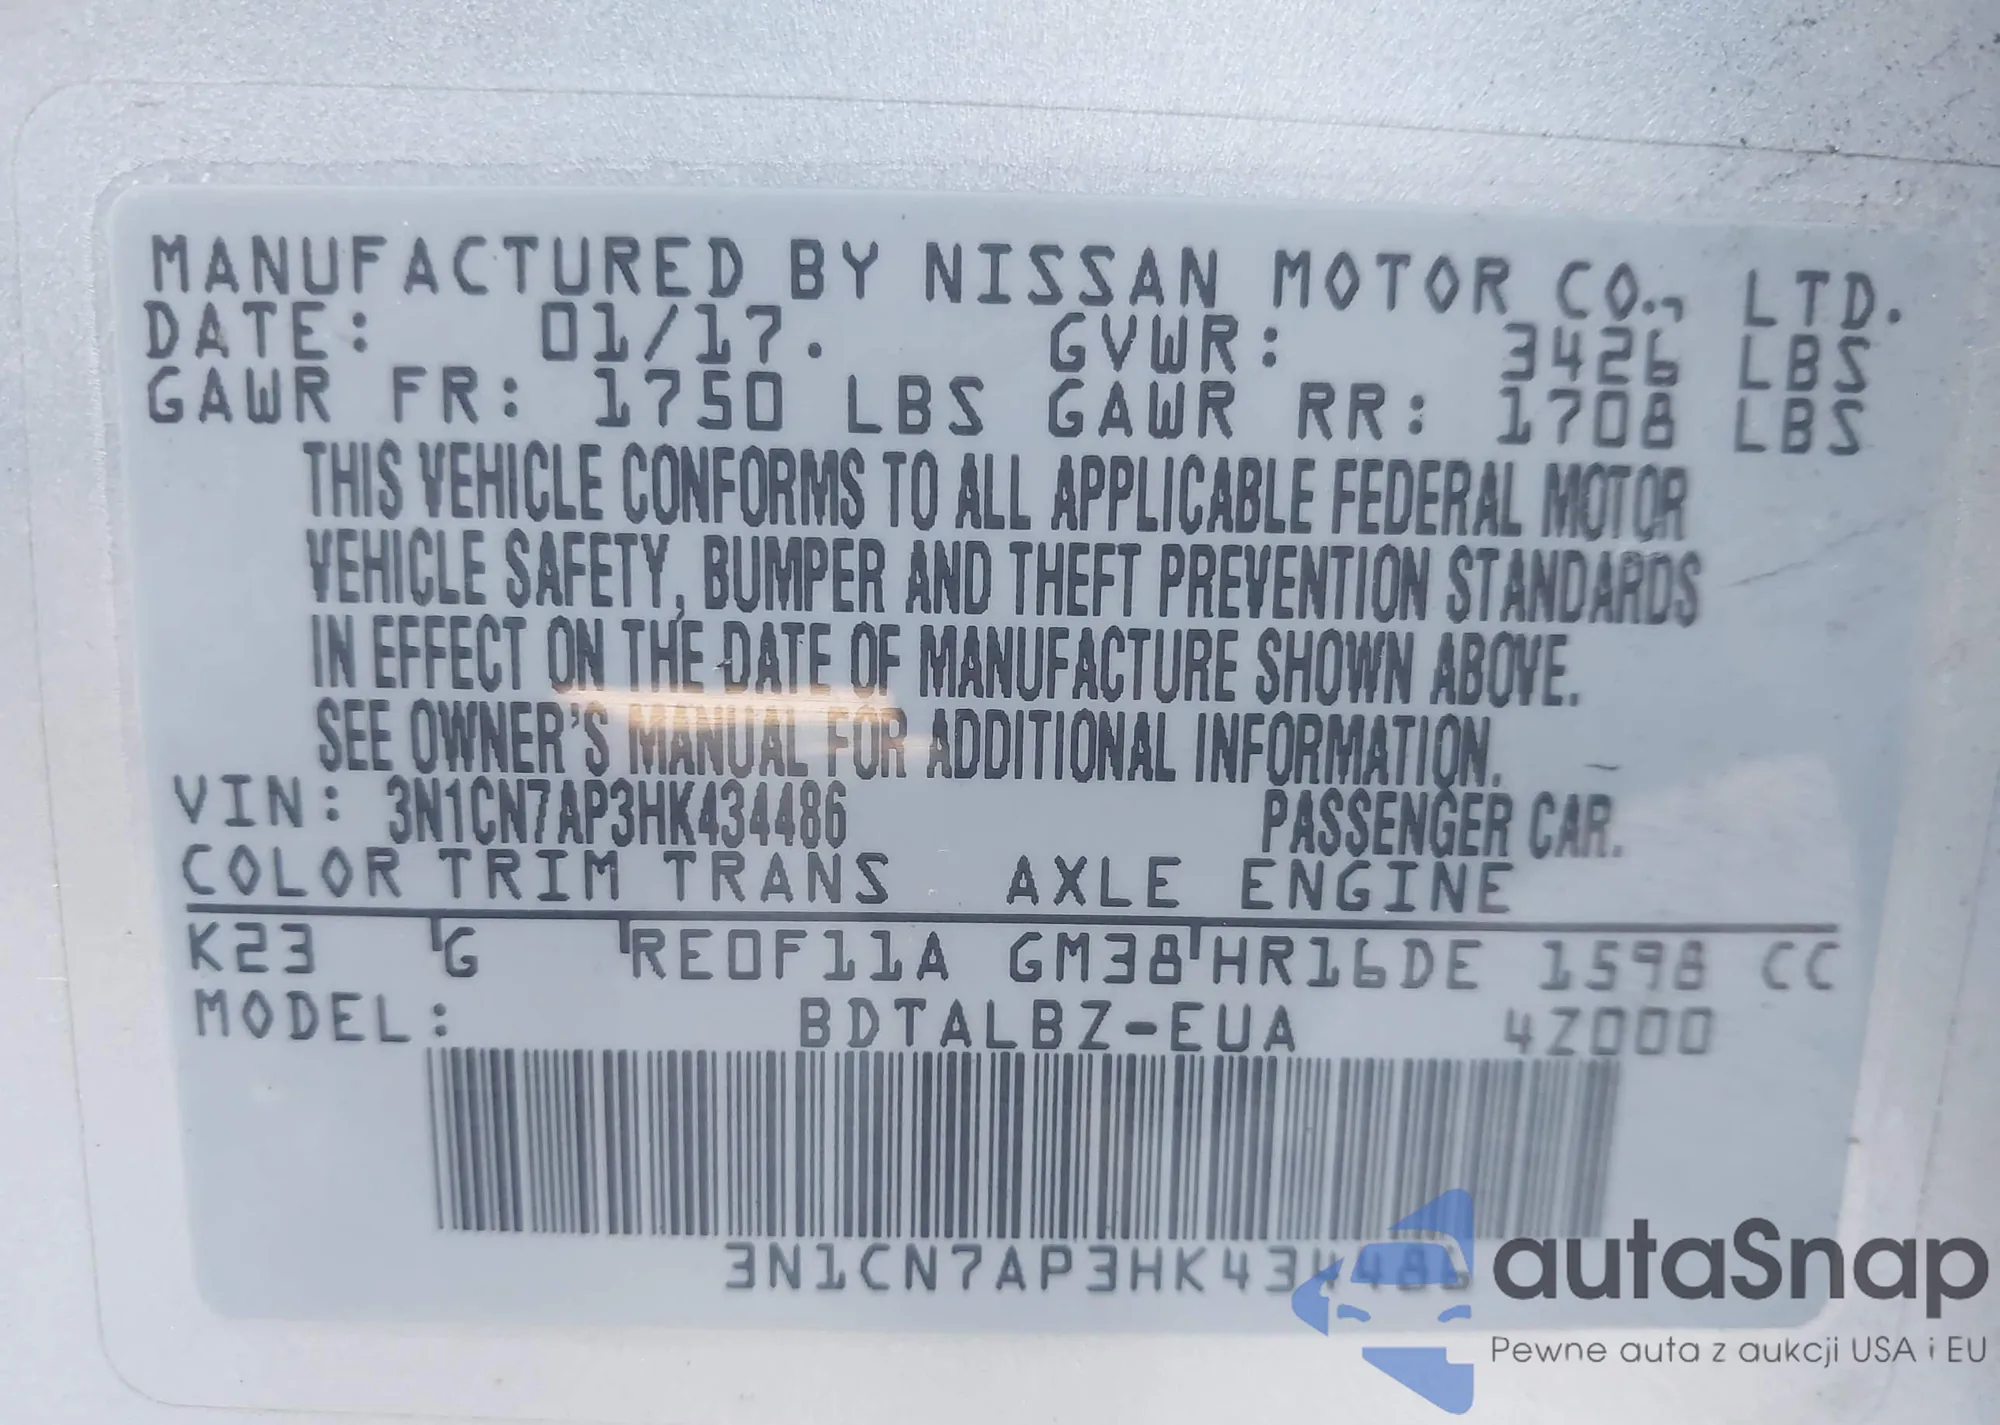 MANUFACTURED BY NISSAN MOTOR CO., LTD.
DATE: 01/17. GVWR: 3426 LBS
GAWR FR: 1750 LBS GAWR RR: 1708 LBS
THIS VEHICLE CONFORMS TO ALL APPLICABLE FEDERAL MOTOR
VEHICLE SAFETY, BUMPER AND THEFT PREVENTION STANDARDS
IN EFFECT ON THE DATE OF MANUFACTURE SHOWN ABOVE.
SEE OWNER'S MANUAL FOR ADDITIONAL INFORMATION.
VIN: 3N1CN7AP3HK434486 PASSENGER CAR.
COLOR TRIM TRANS AXLE ENGINE
K23 G RE0F11A GM38 HR16DE 1598 CC
MODEL: BDTALBZ-EUA 4Z000
3N1CN7AP3HK434486
autaSnap
Pewne auta z aukcji USA i EU